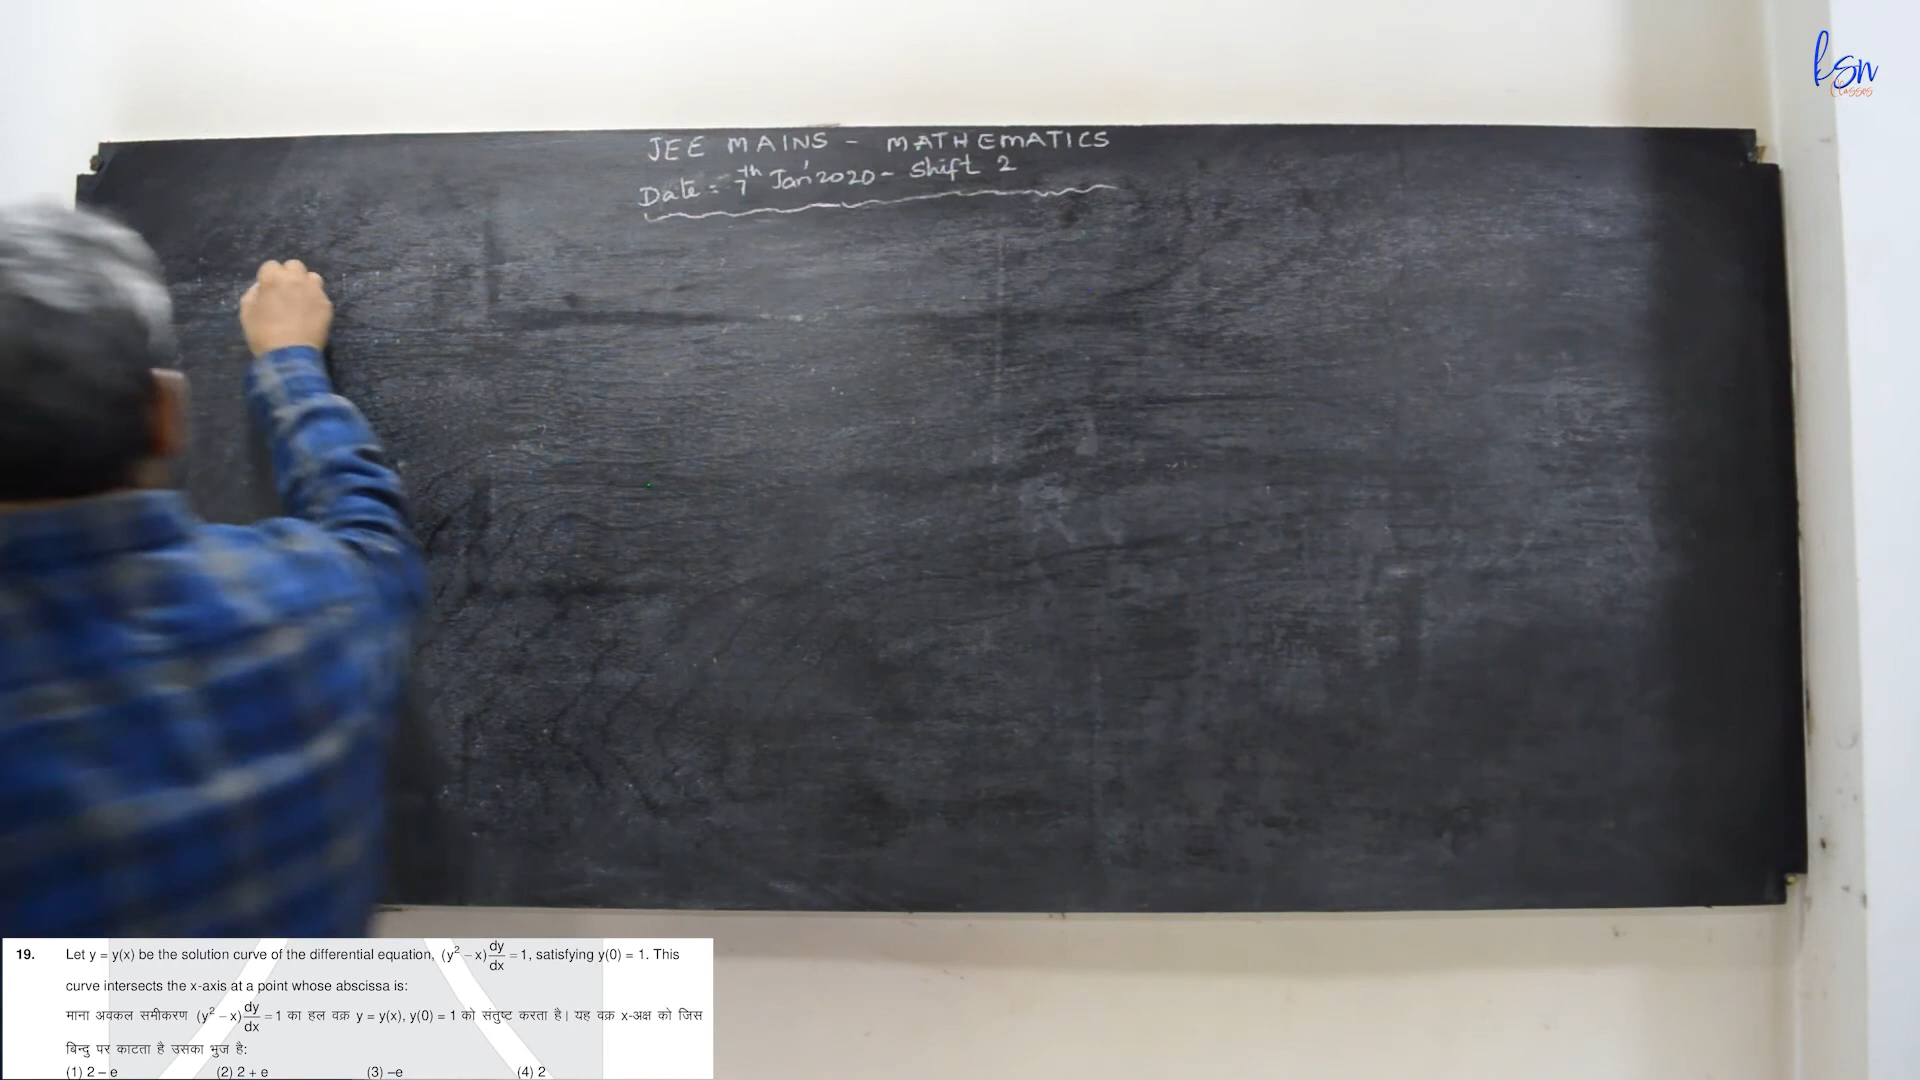 ksn
Classes
JEE MAINS - MATHEMATICS
Date = 7th Jan' 2020 - Shift 2
19. Let y = y(x) be the solution curve of the differential equation, (y² – x) dy/dx = 1, satisfying y(0) = 1. This
curve intersects the x-axis at a point whose abscissa is:
माना अवकल समीकरण (y² – x) dy/dx = 1 का हल वक्र y = y(x), y(0) = 1 को संतुष्ट करता है। यह वक्र x-अक्ष को जिस
बिन्दु पर काटता है उसका भुज है:
(1) 2 – e (2) 2 + e (3) –e (4) 2